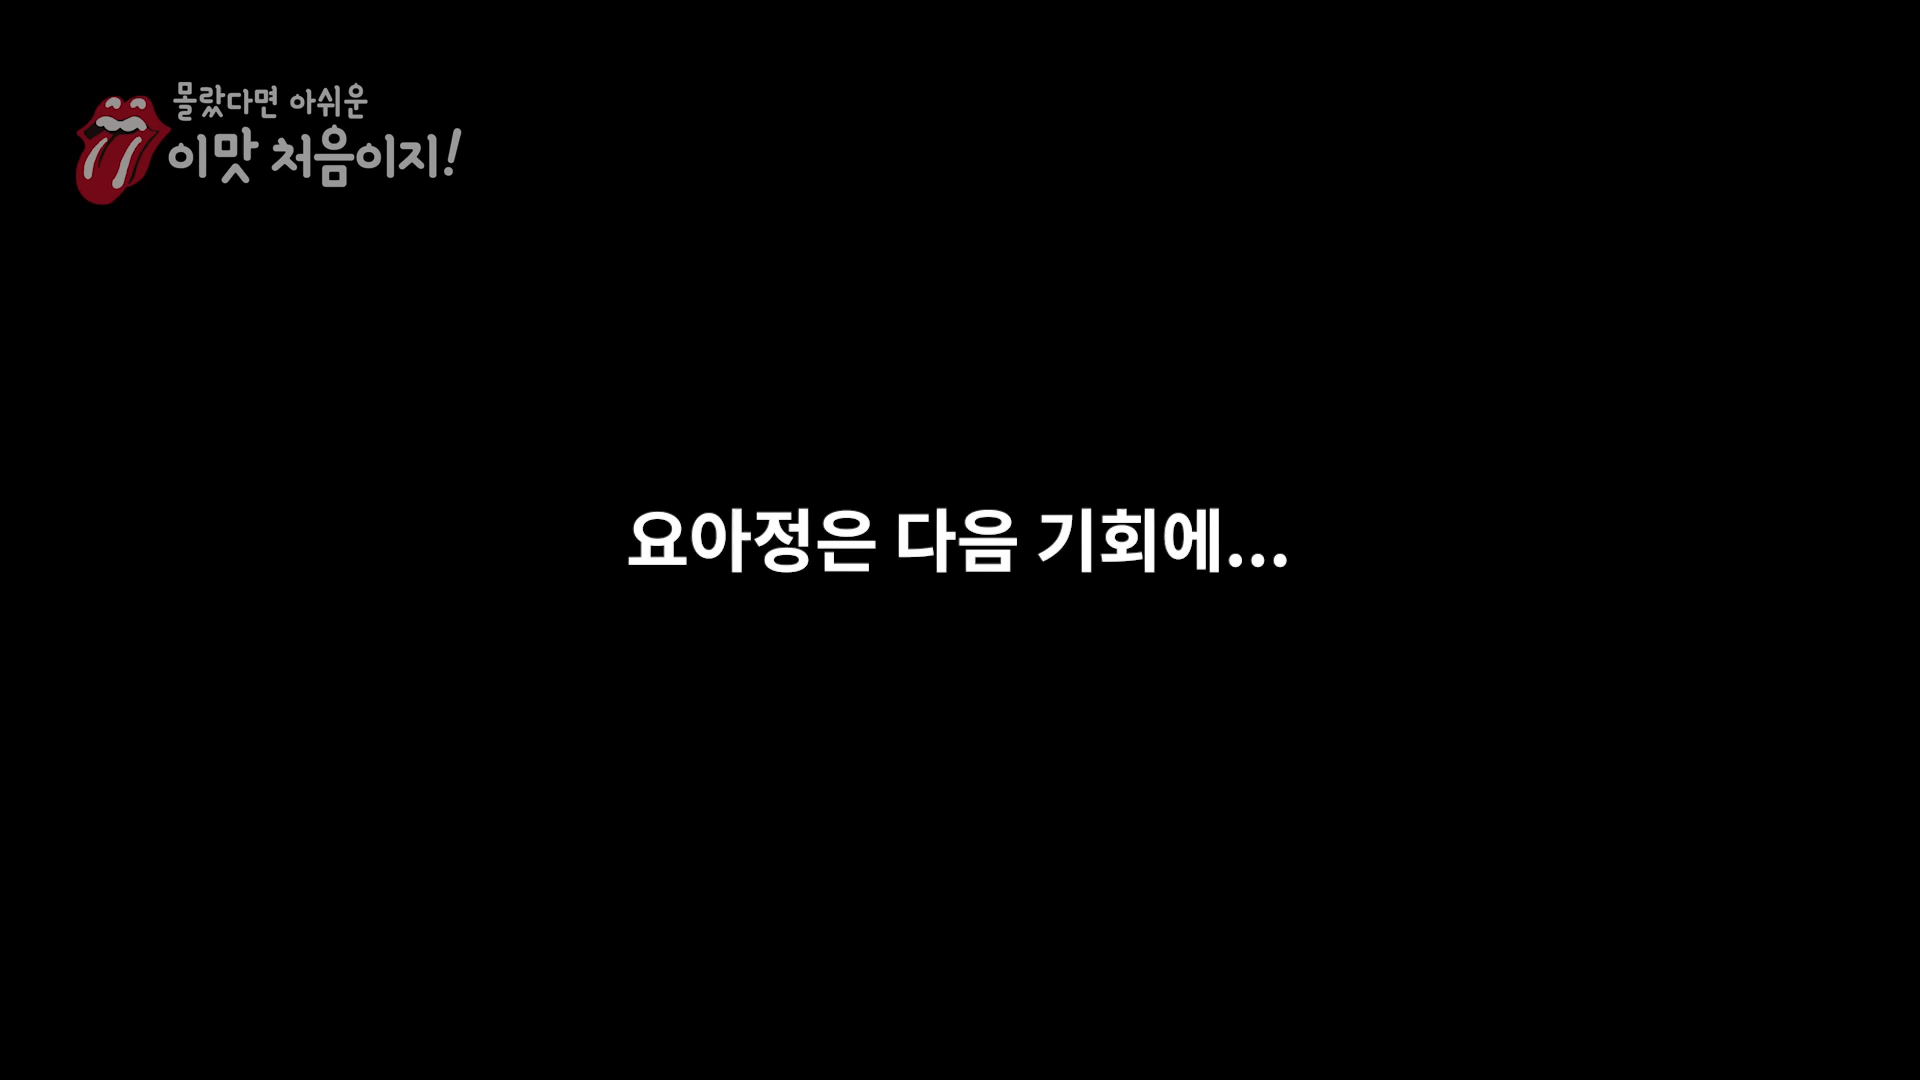 몰랐다면 아쉬운
이맛 처음이지!
요아정은 다음 기회에...